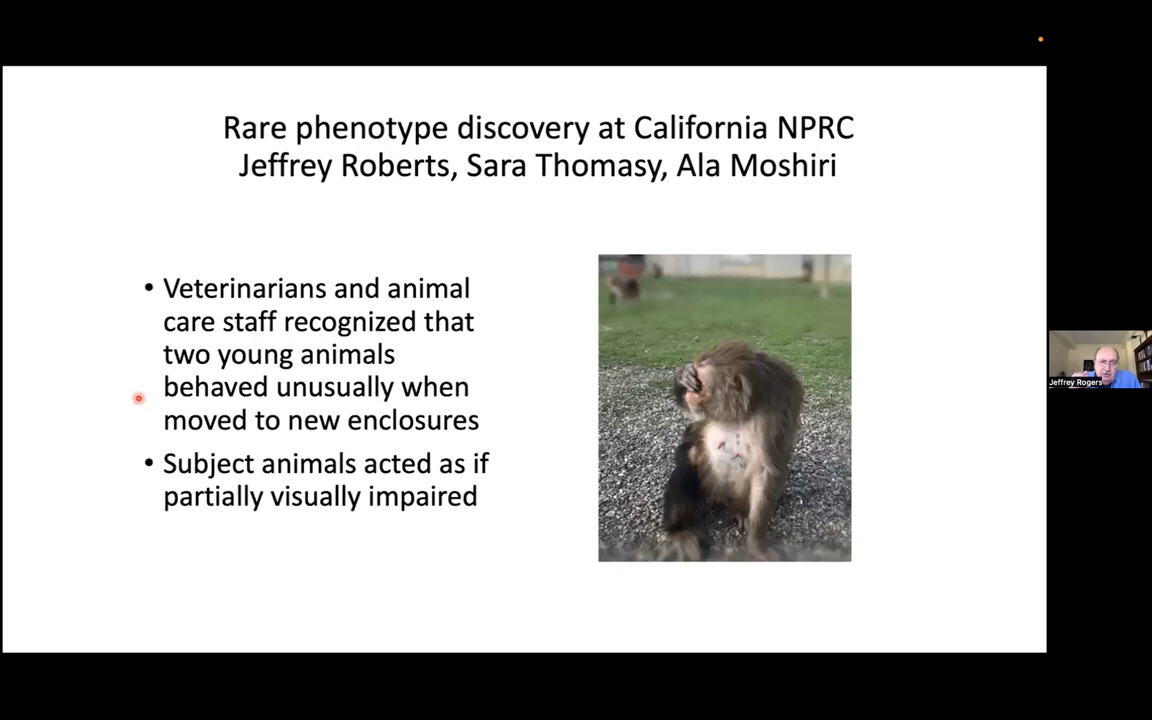 Rare phenotype discovery at California NPRC
Jeffrey Roberts, Sara Thomasy, Ala Moshiri
• Veterinarians and animal
care staff recognized that
two young animals
behaved unusually when
moved to new enclosures
• Subject animals acted as if
partially visually impaired
Jeffrey Rogers